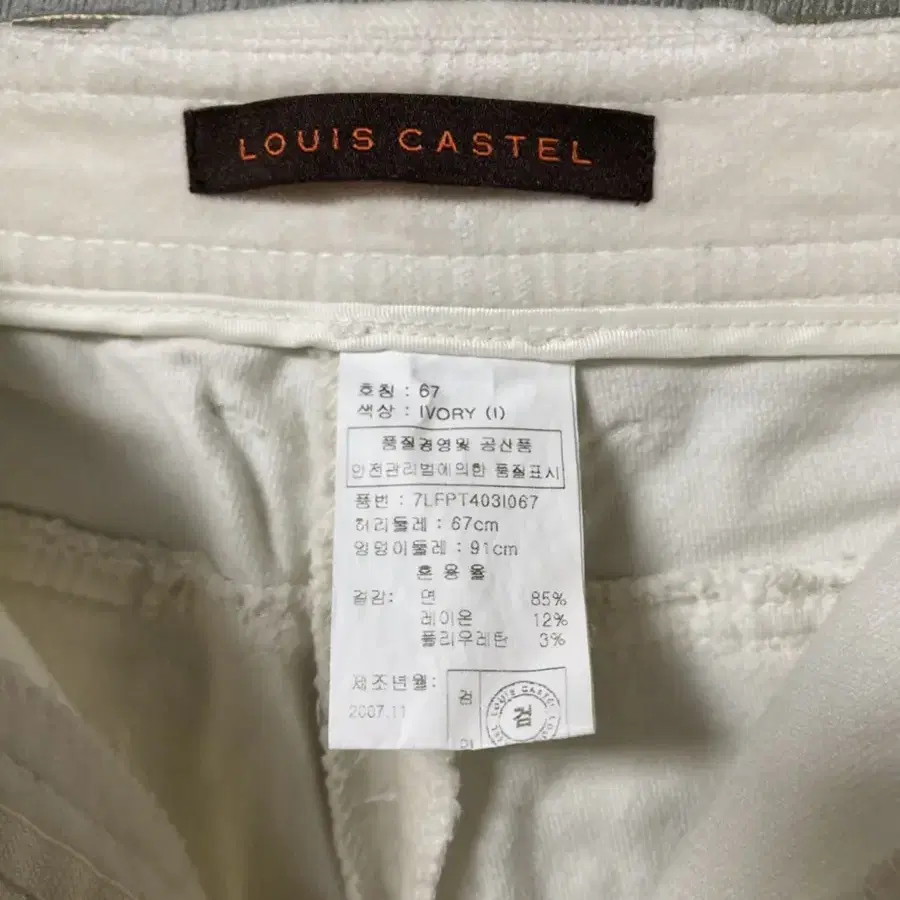 LOUIS CASTEL
호칭 : 67
색상 : IVORY (I)
품질경영및 공산품
안전관리법에의한 품질표시
품번 : 7LFPT403I067
허리둘레 : 67cm
엉덩이둘레 : 91cm
혼용율
겉감: 면 85%
레이온 12%
폴리우레탄 3%
제조년월: 검
2007.11
LOUIS CASTEL
검